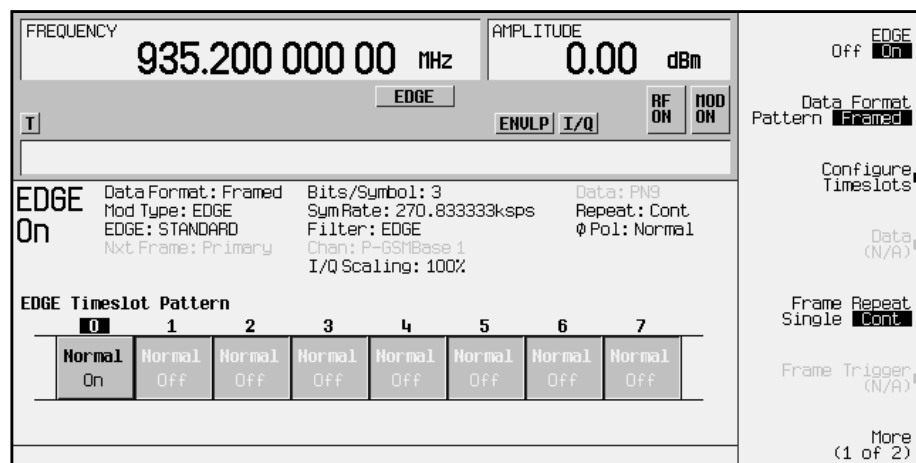 FREQUENCY
935.200 000 00 MHz
AMPLITUDE
0.00 dBm
EDGE
T
ENVLP I/Q
RF ON
MOD ON
EDGE On
Data Format: Framed
Mod Type: EDGE
EDGE: STANDARD
Nxt Frame: Primary
Bits/Symbol: 3
Sym Rate: 270.833333ksps
Filter: EDGE
Chan: P-GSMBase 1
I/Q Scaling: 100%
Data: PN9
Repeat: Cont
Φ Pol: Normal
EDGE Timeslot Pattern
0 1 2 3 4 5 6 7
Normal Normal Normal Normal Normal Normal Normal Normal
On Off Off Off Off Off Off Off
EDGE
Off On
Data Format
Pattern Framed
Configure
Timeslots
Data
(N/A)
Frame Repeat
Single Cont
Frame Trigger
(N/A)
More
(1 of 2)